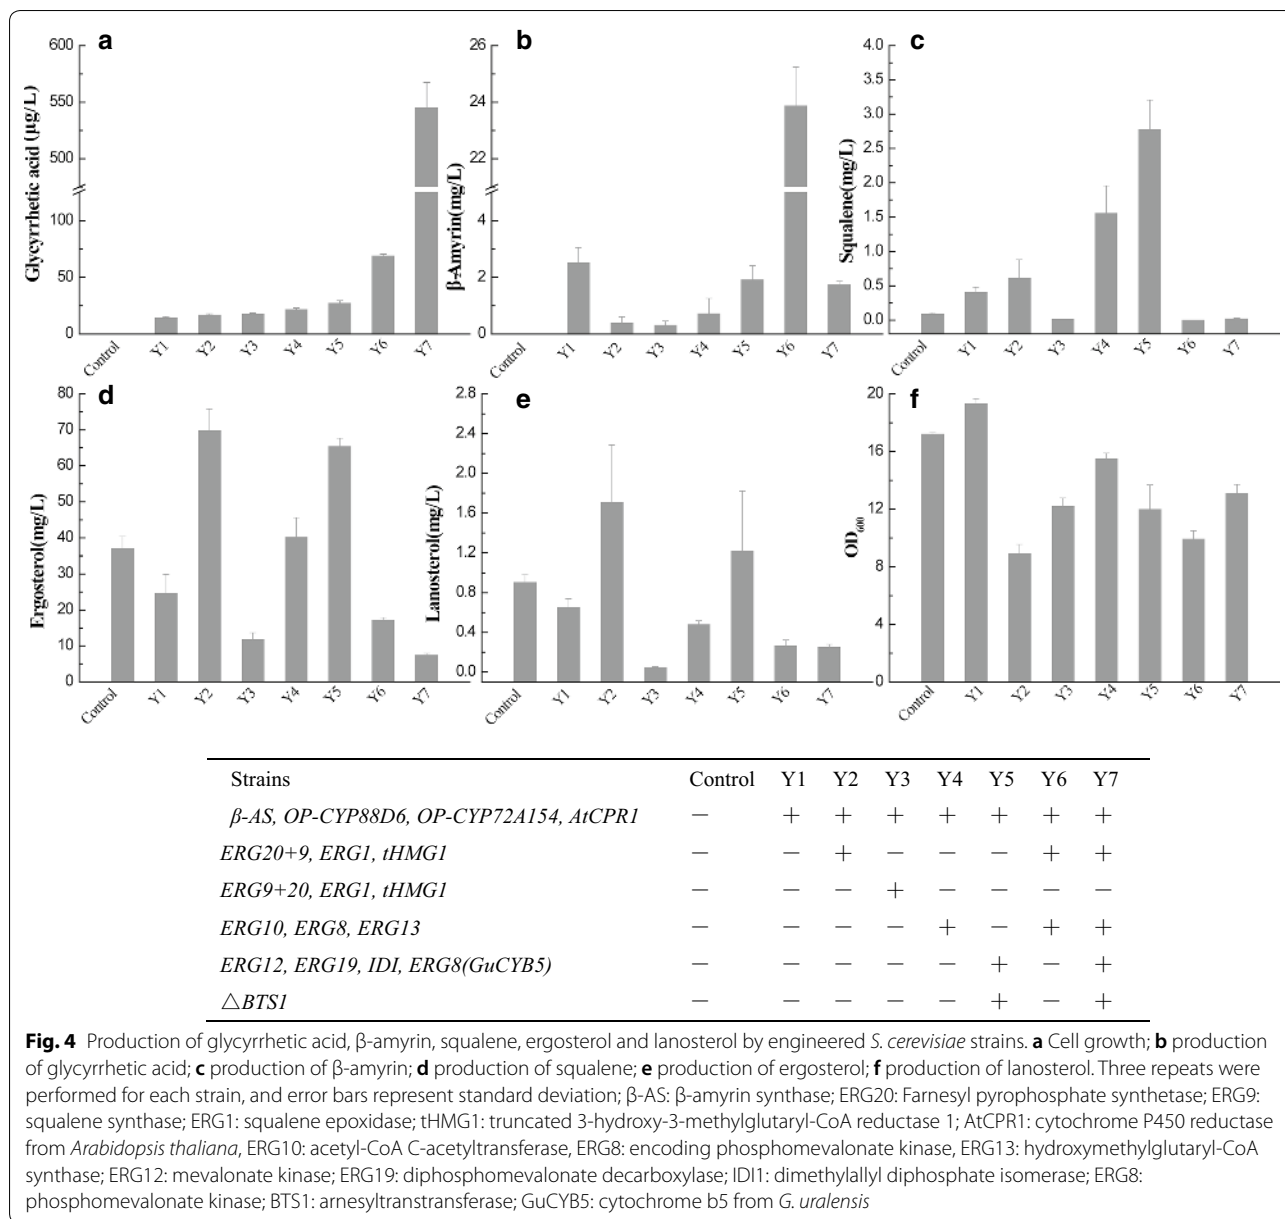 a
600
550
500
100
50
0
Glycyrrhetic acid (μg/L)
Control Y1 Y2 Y3 Y4 Y5 Y6 Y7
b
26
24
22
4
2
0
β-Amyrin(mg/L)
Control Y1 Y2 Y3 Y4 Y5 Y6 Y7
c
4.0
3.5
3.0
2.5
2.0
1.5
1.0
0.5
0.0
Squalene(mg/L)
Control Y1 Y2 Y3 Y4 Y5 Y6 Y7
d
80
70
60
50
40
30
20
10
0
Ergosterol(mg/L)
Control Y1 Y2 Y3 Y4 Y5 Y6 Y7
e
2.8
2.4
2.0
1.6
1.2
0.8
0.4
0.0
Lanosterol(mg/L)
Control Y1 Y2 Y3 Y4 Y5 Y6 Y7
f
20
16
12
8
4
0
OD600
Control Y1 Y2 Y3 Y4 Y5 Y6 Y7
Strains Control Y1 Y2 Y3 Y4 Y5 Y6 Y7
β-AS, OP-CYP88D6, OP-CYP72A154, AtCPR1 − + + + + + + +
ERG20+9, ERG1, tHMG1 − − + − − − + +
ERG9+20, ERG1, tHMG1 − − − + − − − −
ERG10, ERG8, ERG13 − − − − + − + +
ERG12, ERG19, IDI, ERG8(GuCYB5) − − − − − + − +
△BTS1 − − − − − + − +
Fig. 4 Production of glycyrrhetic acid, β-amyrin, squalene, ergosterol and lanosterol by engineered S. cerevisiae strains. a Cell growth; b production
of glycyrrhetic acid; c production of β-amyrin; d production of squalene; e production of ergosterol; f production of lanosterol. Three repeats were
performed for each strain, and error bars represent standard deviation; β-AS: β-amyrin synthase; ERG20: Farnesyl pyrophosphate synthetase; ERG9:
squalene synthase; ERG1: squalene epoxidase; tHMG1: truncated 3-hydroxy-3-methylglutaryl-CoA reductase 1; AtCPR1: cytochrome P450 reductase
from Arabidopsis thaliana, ERG10: acetyl-CoA C-acetyltransferase, ERG8: encoding phosphomevalonate kinase, ERG13: hydroxymethylglutaryl-CoA
synthase; ERG12: mevalonate kinase; ERG19: diphosphomevalonate decarboxylase; IDI1: dimethylallyl diphosphate isomerase; ERG8:
phosphomevalonate kinase; BTS1: arnesyltranstransferase; GuCYB5: cytochrome b5 from G. uralensis